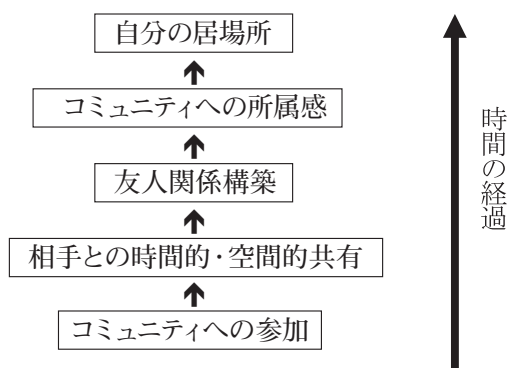 自分の居場所
コミュニティへの所属感
友人関係構築
相手との時間的・空間的共有
コミュニティへの参加
時間の経過